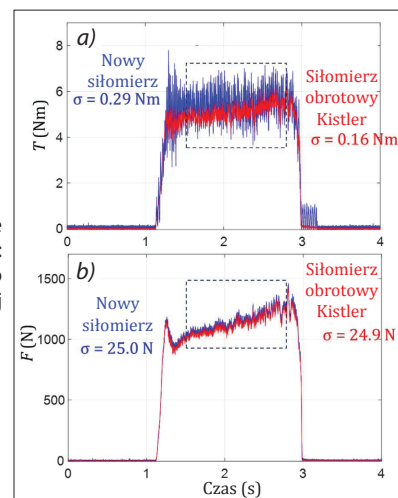 a)
8
6
4
2
0
T (Nm)
Nowy
siłomierz
σ = 0.29 Nm
Siłomierz
obrotowy
Kistler
σ = 0.16 Nm
0 1 2 3 4
b)
1500
1000
500
0
F (N)
Nowy
siłomierz
σ = 25.0 N
Siłomierz
obrotowy
Kistler
σ = 24.9 N
0 1 2 3 4
Czas (s)